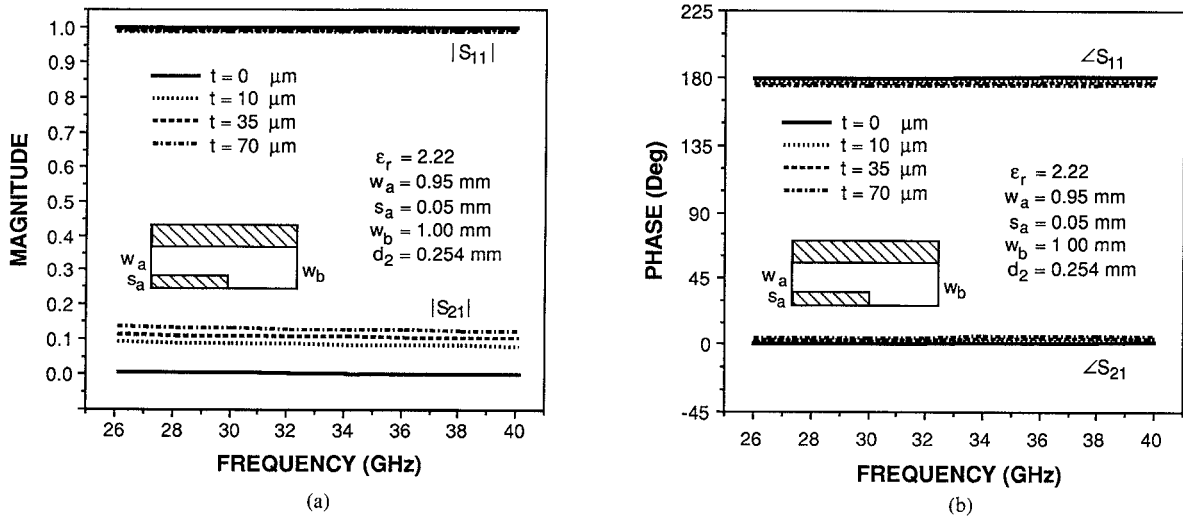 1.0
0.9
0 8
0.7
0.6
0.5
0.4
0.3
0.2
0.1
0.0
MAGNITUDE
|S11|
t = 0 μm
t = 10 μm
t = 35 μm
t = 70 μm
εr = 2.22
wa = 0.95 mm
sa = 0.05 mm
wb = 1.00 mm
d2 = 0.254 mm
wa
sa
wb
|S21|
26 28 30 32 34 36 38 40
FREQUENCY (GHz)
(a)
225
180
135
90
45
0
-45
PHASE (Deg)
∠S11
t = 0 μm
t = 10 μm
t = 35 μm
t = 70 μm
εr = 2.22
wa = 0.95 mm
sa = 0.05 mm
wb = 1 00 mm
d2 = 0.254 mm
wa
sa
wb
∠S21
26 28 30 32 34 36 38 40
FREQUENCY (GHz)
(b)